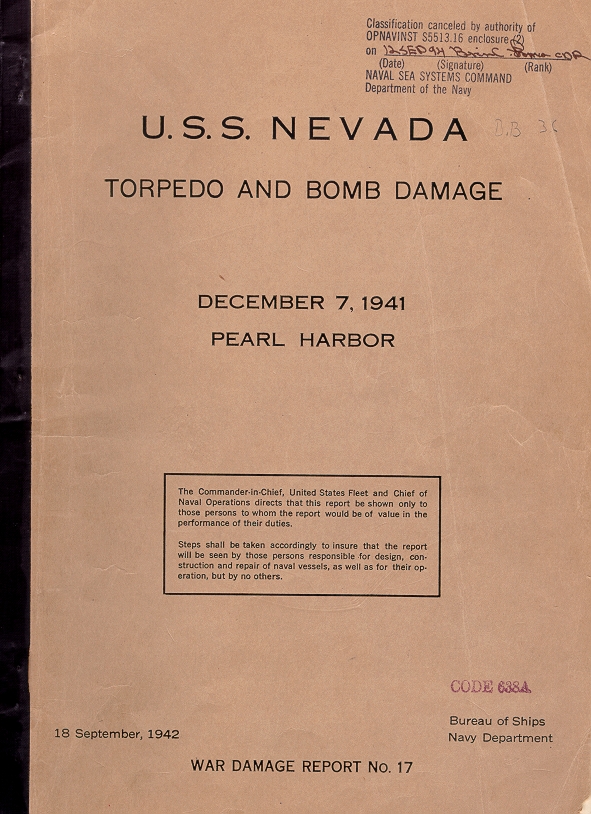 Classification canceled by authority of
OPNAVINST S5513.16 enclosure (2)
on 12 SEP 94 CDR
(Date) (Signature) (Rank)
NAVAL SEA SYSTEMS COMMAND
Department of the Navy
U.S.S. NEVADA
BB 36
TORPEDO AND BOMB DAMAGE
DECEMBER 7, 1941
PEARL HARBOR
The Commander-in-Chief, United States Fleet and Chief of
Naval Operations directs that this report be shown only to
those persons to whom the report would be of value in the
performance of their duties.
Steps shall be taken accordingly to insure that the report
will be seen by those persons responsible for design, con-
struction and repair of naval vessels, as well as for their op-
eration, but by no others.
CODE 638A
Bureau of Ships
18 September, 1942
Navy Department
WAR DAMAGE REPORT No. 17